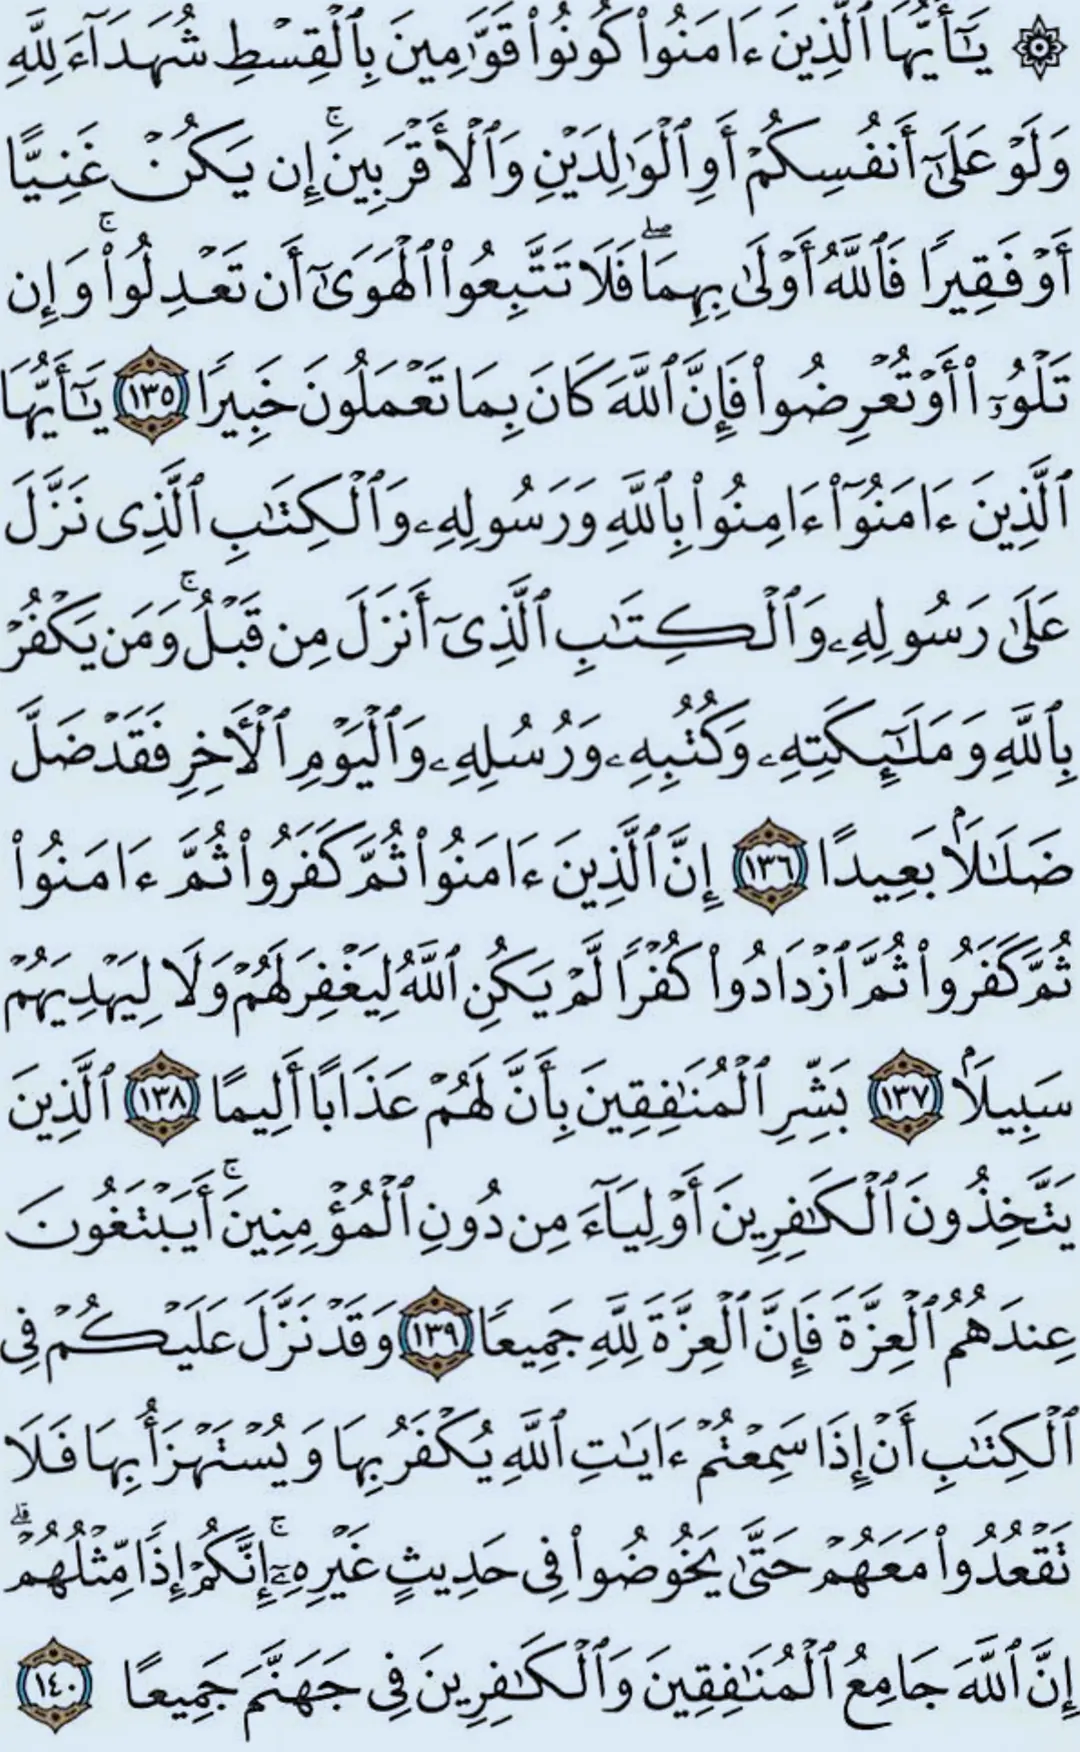 ۞ يَـٰٓأَيُّهَا ٱلَّذِينَ ءَامَنُوا۟ كُونُوا۟ قَوَّٰمِينَ بِٱلْقِسْطِ شُهَدَآءَ لِلَّهِ
وَلَوْ عَلَىٰٓ أَنفُسِكُمْ أَوِ ٱلْوَٰلِدَيْنِ وَٱلْأَقْرَبِينَ ۚ إِن يَكُنْ غَنِيًّا
أَوْ فَقِيرًا فَٱللَّهُ أَوْلَىٰ بِهِمَا ۖ فَلَا تَتَّبِعُوا۟ ٱلْهَوَىٰٓ أَن تَعْدِلُوا۟ ۚ وَإِن
تَلْوُۥٓا۟ أَوْ تُعْرِضُوا۟ فَإِنَّ ٱللَّهَ كَانَ بِمَا تَعْمَلُونَ خَبِيرًا ١٣٥ يَـٰٓأَيُّهَا
ٱلَّذِينَ ءَامَنُوٓا۟ ءَامِنُوا۟ بِٱللَّهِ وَرَسُولِهِۦ وَٱلْكِتَـٰبِ ٱلَّذِى نَزَّلَ
عَلَىٰ رَسُولِهِۦ وَٱلْكِتَـٰبِ ٱلَّذِىٓ أَنزَلَ مِن قَبْلُ ۚ وَمَن يَكْفُرْ
بِٱللَّهِ وَمَلَـٰٓئِكَتِهِۦ وَكُتُبِهِۦ وَرُسُلِهِۦ وَٱلْيَوْمِ ٱلْـَٔاخِرِ فَقَدْ ضَلَّ
ضَلَـٰلًۢا بَعِيدًا ١٣٦ إِنَّ ٱلَّذِينَ ءَامَنُوا۟ ثُمَّ كَفَرُوا۟ ثُمَّ ءَامَنُوا۟
ثُمَّ كَفَرُوا۟ ثُمَّ ٱزْدَادُوا۟ كُفْرًا لَّمْ يَكُنِ ٱللَّهُ لِيَغْفِرَ لَهُمْ وَلَا لِيَهْدِيَهُمْ
سَبِيلًۢا ١٣٧ بَشِّرِ ٱلْمُنَـٰفِقِينَ بِأَنَّ لَهُمْ عَذَابًا أَلِيمًا ١٣٨ ٱلَّذِينَ
يَتَّخِذُونَ ٱلْكَـٰفِرِينَ أَوْلِيَآءَ مِن دُونِ ٱلْمُؤْمِنِينَ ۚ أَيَبْتَغُونَ
عِندَهُمُ ٱلْعِزَّةَ فَإِنَّ ٱلْعِزَّةَ لِلَّهِ جَمِيعًا ١٣٩ وَقَدْ نَزَّلَ عَلَيْكُمْ فِى
ٱلْكِتَـٰبِ أَنْ إِذَا سَمِعْتُمْ ءَايَـٰتِ ٱللَّهِ يُكْفَرُ بِهَا وَيُسْتَهْزَأُ بِهَا فَلَا
تَقْعُدُوا۟ مَعَهُمْ حَتَّىٰ يَخُوضُوا۟ فِى حَدِيثٍ غَيْرِهِۦٓ ۚ إِنَّكُمْ إِذًا مِّثْلُهُمْ ۗ
إِنَّ ٱللَّهَ جَامِعُ ٱلْمُنَـٰفِقِينَ وَٱلْكَـٰفِرِينَ فِى جَهَنَّمَ جَمِيعًا ١٤٠